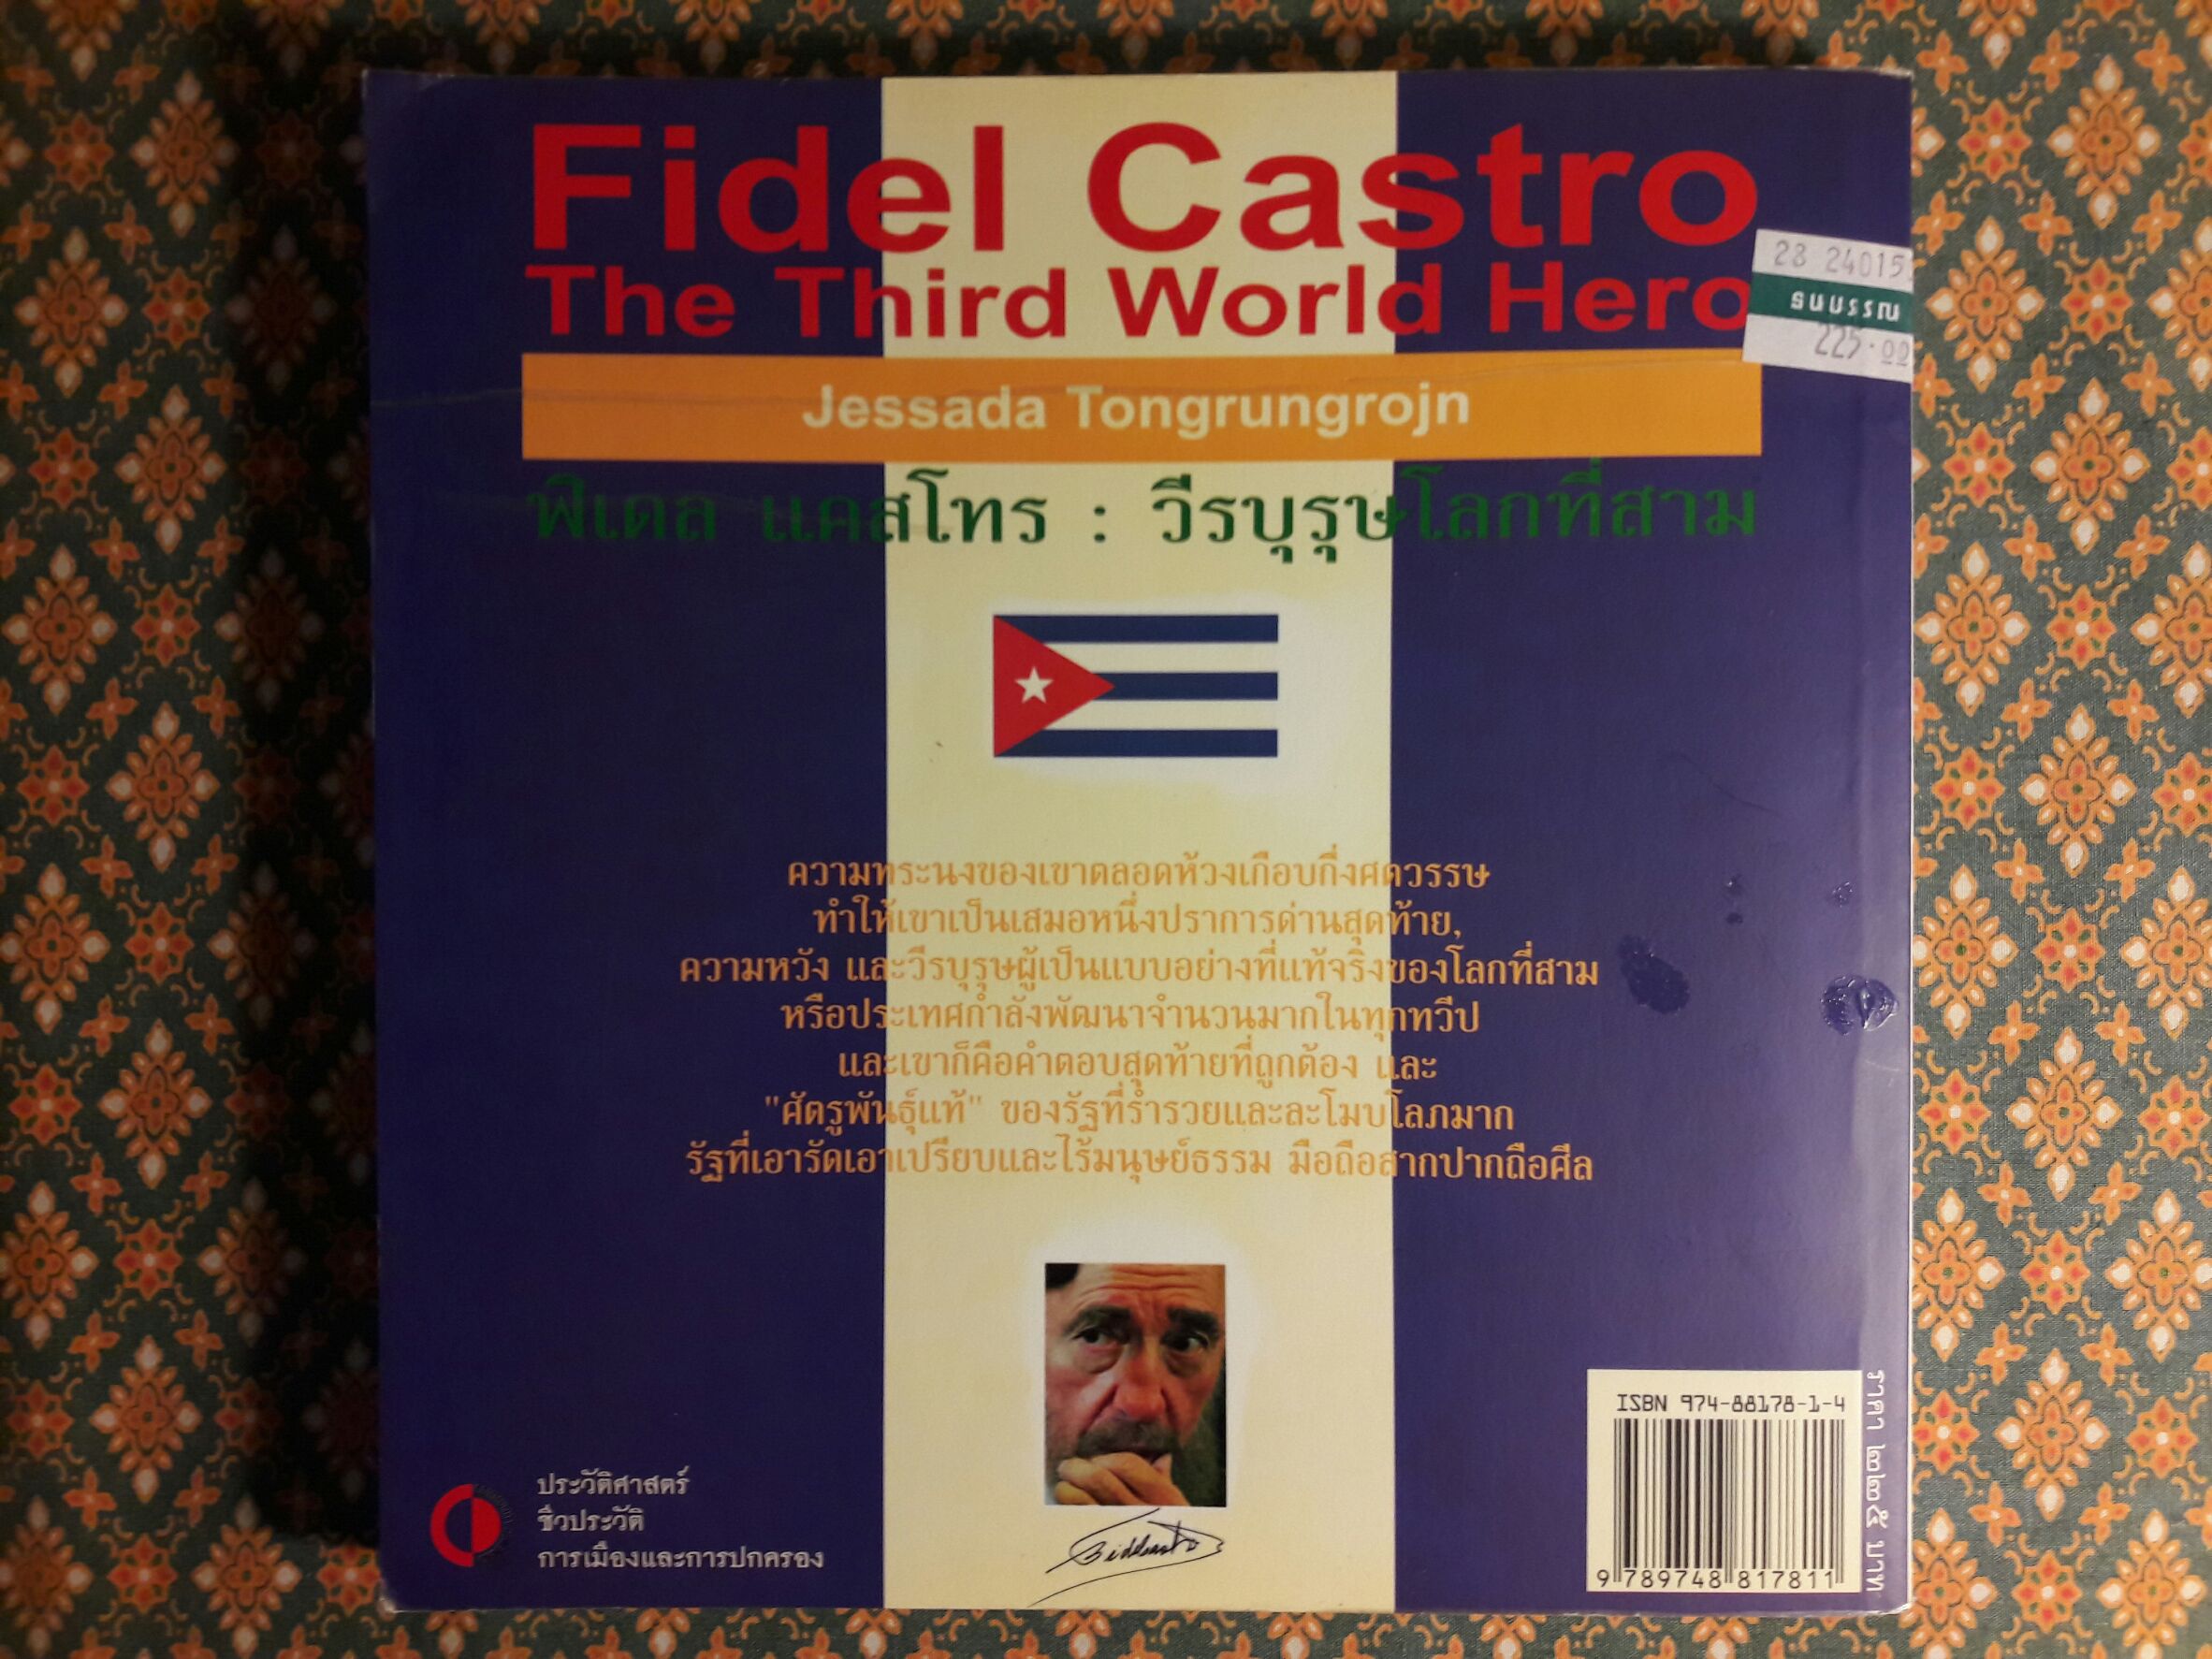 Fidel Castro
The Third World Hero
28 24015
ธนบรรณ
225.00
Jessada Tongrungrojn
ฟิเดล แคสโทร : วีรบุรุษโลกที่สาม
ความทระนงของเขาตลอดห้วงเกือบกึ่งศตวรรษ
ทำให้เขาเป็นเสมอหนึ่งปราการด่านสุดท้าย,
ความหวัง และวีรบุรุษผู้เป็นแบบอย่างที่แท้จริงของโลกที่สาม
หรือประเทศกำลังพัฒนาจำนวนมากในทุกทวีป
และเขาก็คือคำตอบสุดท้ายที่ถูกต้อง และ
"ศัตรูพันธุ์แท้" ของรัฐที่ร่ำรวยและละโมบโลภมาก
รัฐที่เอารัดเอาเปรียบและไร้มนุษย์ธรรม มือถือสากปากถือศีล
ประวัติศาสตร์
ชีวประวัติ
การเมืองและการปกครอง
ISBN 974-88178-1-4
9 789748 817811
ราคา ๒๒๕ บาท